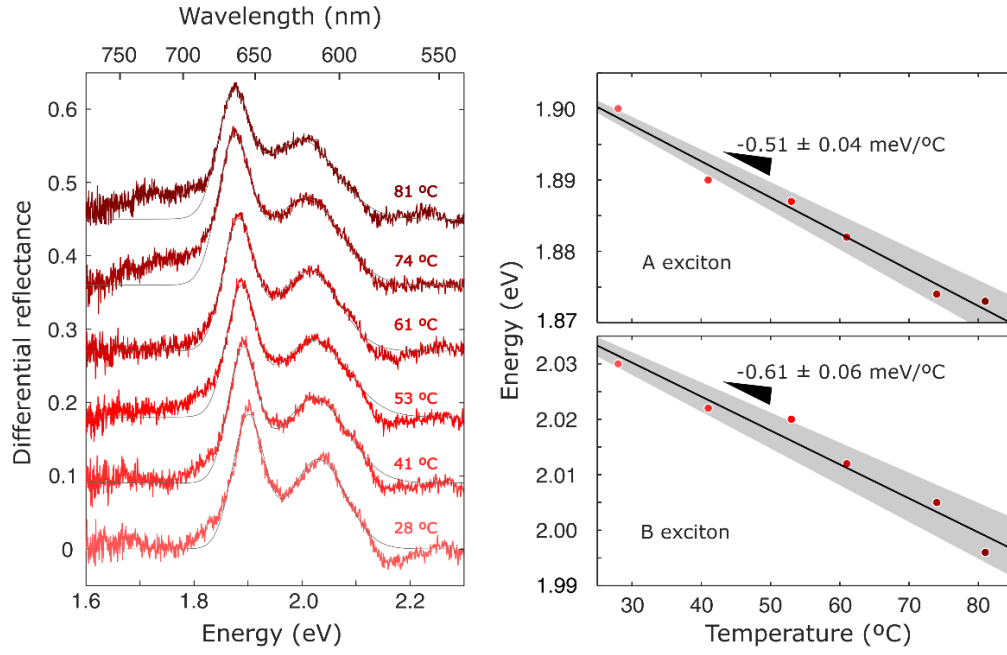 Wavelength (nm)
750 700 650 600 550
Differential reflectance
0.6
0.5
0.4
0.3
0.2
0.1
0
81 ºC
74 ºC
61 ºC
53 ºC
41 ºC
28 ºC
1.6 1.8 2.0 2.2
Energy (eV)
Energy (eV)
1.90
1.89
1.88
1.87
-0.51 ± 0.04 meV/ºC
A exciton
2.03
2.02
2.01
2.00
1.99
-0.61 ± 0.06 meV/ºC
B exciton
30 40 50 60 70 80
Temperature (ºC)